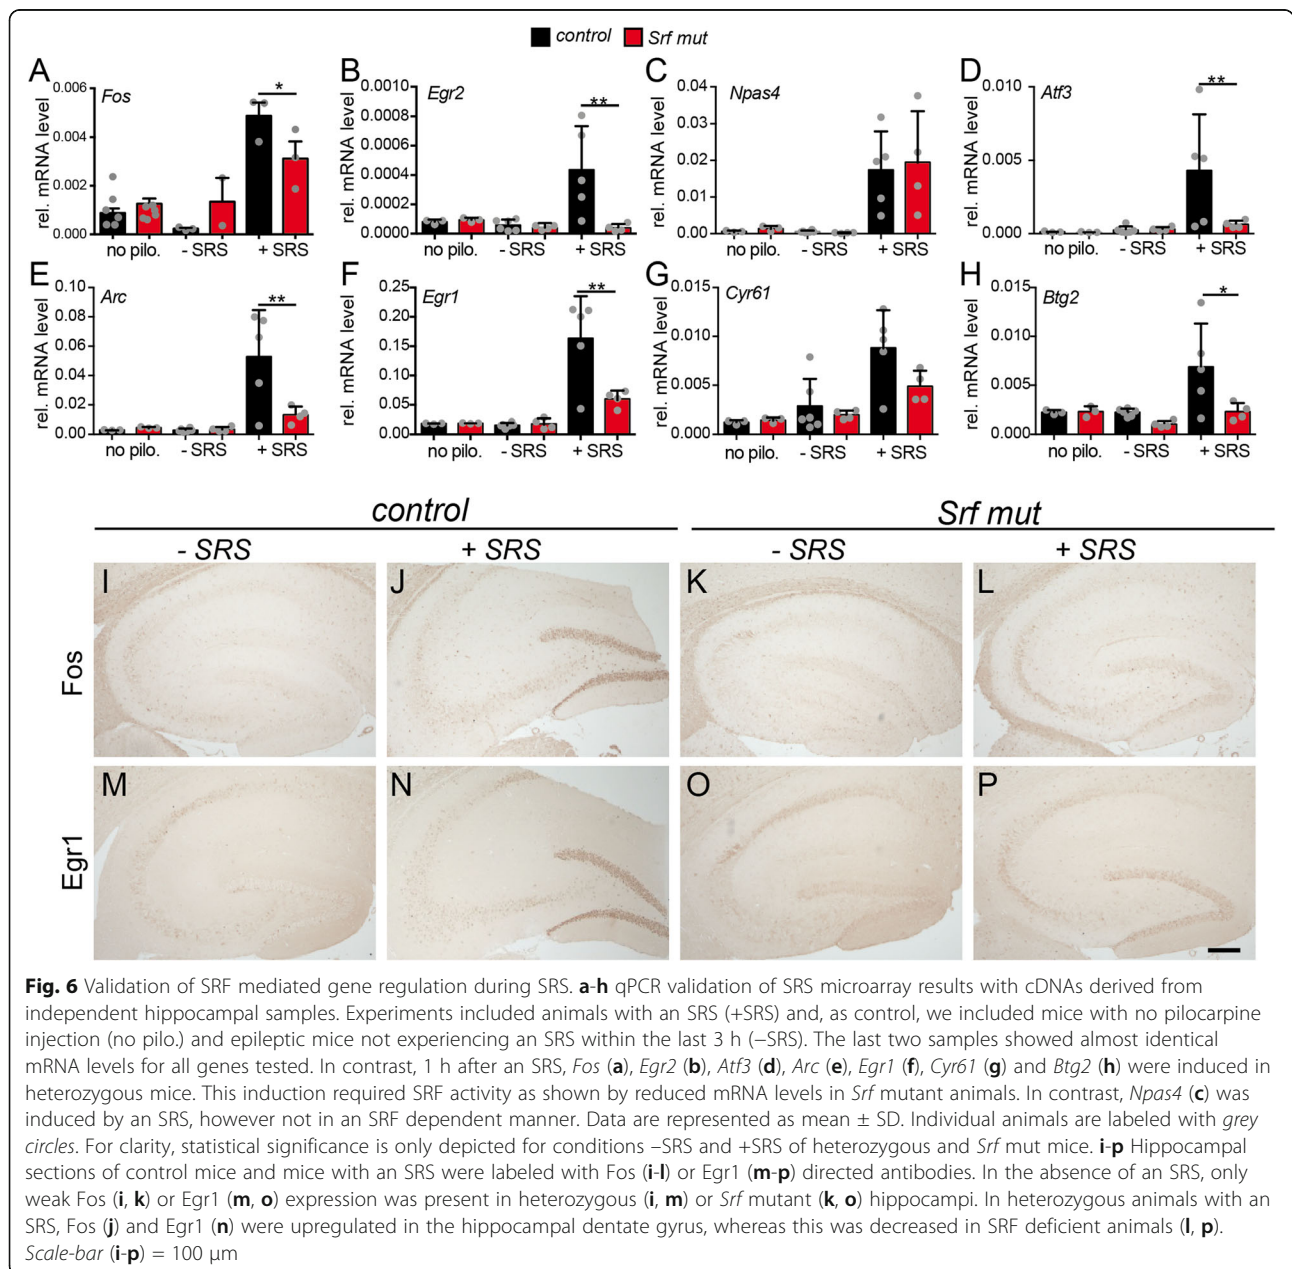 control Srf mut
A B C D
Fos Egr2 Npas4 Atf3
rel. mRNA level rel. mRNA level rel. mRNA level rel. mRNA level
0.006 0.0010 0.04 0.010
0.0008
0.004 0.03
0.0006 0.02 0.005
0.002 0.0004
0.0002 0.01
0.000 0.0000 0.00 0.000
* ** **
no pilo. - SRS + SRS no pilo. - SRS + SRS no pilo. - SRS + SRS no pilo. - SRS + SRS
E F G H
Arc Egr1 Cyr61 Btg2
rel. mRNA level rel. mRNA level rel. mRNA level rel. mRNA level
0.10 0.25 0.015 0.015
0.08 0.20
0.06 0.15 0.010 0.010
0.04 0.10 0.005 0.005
0.02 0.05
0.00 0.00 0.000 0.000
** ** *
no pilo. - SRS + SRS no pilo. - SRS + SRS no pilo. - SRS + SRS no pilo. - SRS + SRS
control Srf mut
- SRS + SRS - SRS + SRS
I J K L
Fos
M N O P
Egr1
Fig. 6 Validation of SRF mediated gene regulation during SRS. a-h qPCR validation of SRS microarray results with cDNAs derived from
independent hippocampal samples. Experiments included animals with an SRS (+SRS) and, as control, we included mice with no pilocarpine
injection (no pilo.) and epileptic mice not experiencing an SRS within the last 3 h (−SRS). The last two samples showed almost identical
mRNA levels for all genes tested. In contrast, 1 h after an SRS, Fos (a), Egr2 (b), Atf3 (d), Arc (e), Egr1 (f), Cyr61 (g) and Btg2 (h) were induced in
heterozygous mice. This induction required SRF activity as shown by reduced mRNA levels in Srf mutant animals. In contrast, Npas4 (c) was
induced by an SRS, however not in an SRF dependent manner. Data are represented as mean ± SD. Individual animals are labeled with grey
circles. For clarity, statistical significance is only depicted for conditions –SRS and +SRS of heterozygous and Srf mut mice. i-p Hippocampal
sections of control mice and mice with an SRS were labeled with Fos (i-l) or Egr1 (m-p) directed antibodies. In the absence of an SRS, only
weak Fos (i, k) or Egr1 (m, o) expression was present in heterozygous (i, m) or Srf mutant (k, o) hippocampi. In heterozygous animals with an
SRS, Fos (j) and Egr1 (n) were upregulated in the hippocampal dentate gyrus, whereas this was decreased in SRF deficient animals (l, p).
Scale-bar (i-p) = 100 μm